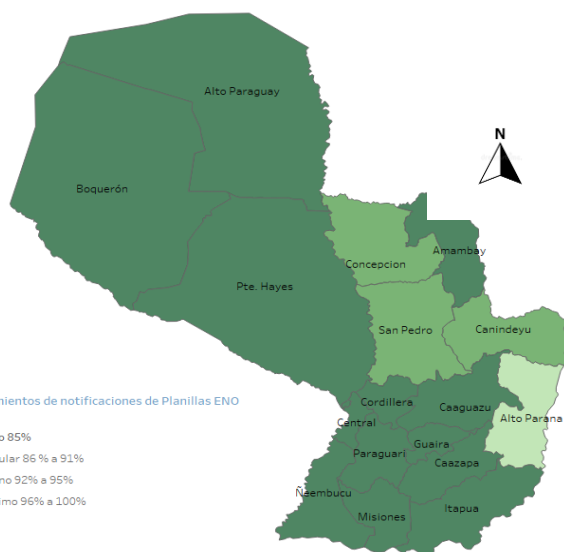 Alto Paraguay
Boquerón
N
Amambay
Concepcion
Pte. Hayes
San Pedro
Canindeyu
mientos de notificaciones de Planillas ENO
o 85%
ular 86 % a 91%
no 92% a 95%
imo 96% a 100%
Cordillera
Caaguazu
Alto Parana
Central
Guaira
Paraguari
Caazapa
Ñeembucu
Misiones
Itapua